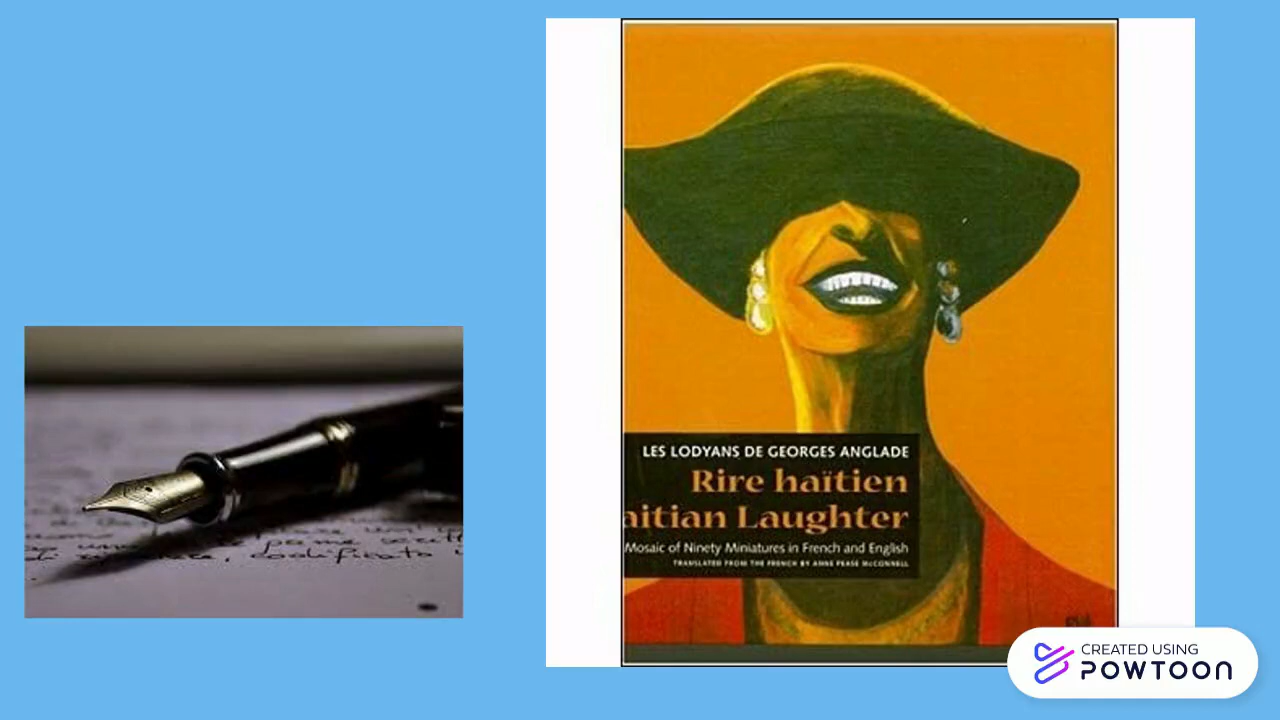 LES LODYANS DE GEORGES ANGLADE
Rire haïtien
aitian Laughter
Mosaic of Ninety Miniatures in French and English
TRANSLATED FROM THE FRENCH BY ANNE PEASE McCONNELL
CREATED USING
POWTOON